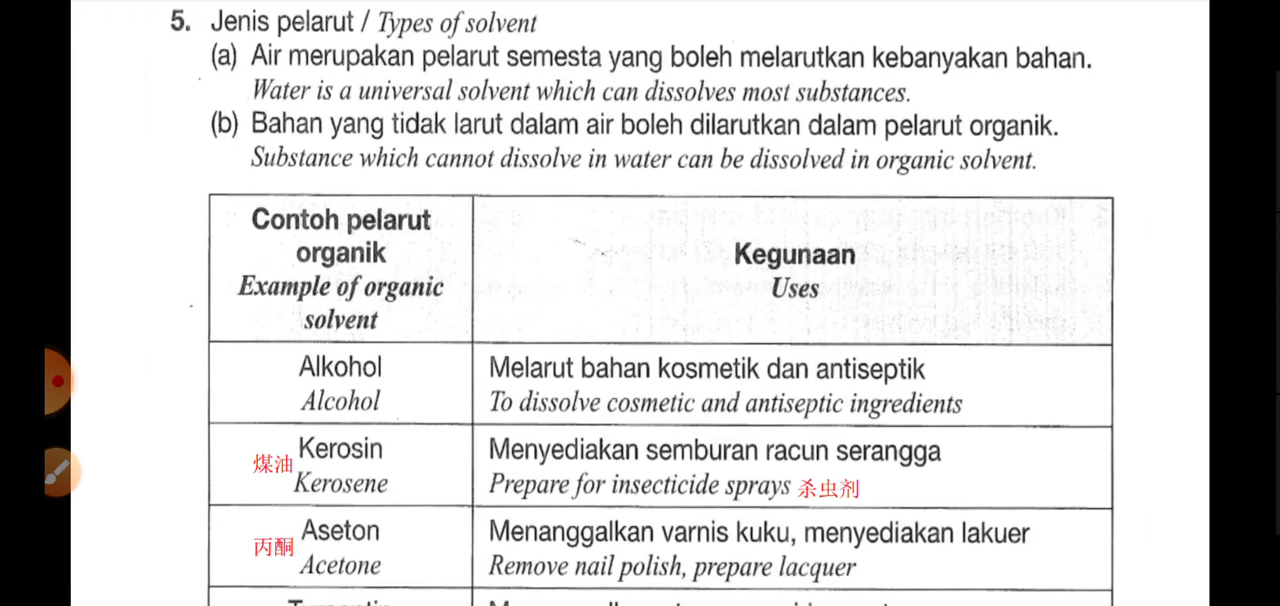 5. Jenis pelarut / Types of solvent
(a) Air merupakan pelarut semesta yang boleh melarutkan kebanyakan bahan.
Water is a universal solvent which can dissolves most substances.
(b) Bahan yang tidak larut dalam air boleh dilarutkan dalam pelarut organik.
Substance which cannot dissolve in water can be dissolved in organic solvent.
Contoh pelarut
organik
Example of organic
solvent
Kegunaan
Uses
Alkohol
Alcohol
Melarut bahan kosmetik dan antiseptik
To dissolve cosmetic and antiseptic ingredients
煤油 Kerosin
Kerosene
Menyediakan semburan racun serangga
Prepare for insecticide sprays 杀虫剂
丙酮 Aseton
Acetone
Menanggalkan varnis kuku, menyediakan lakuer
Remove nail polish, prepare lacquer